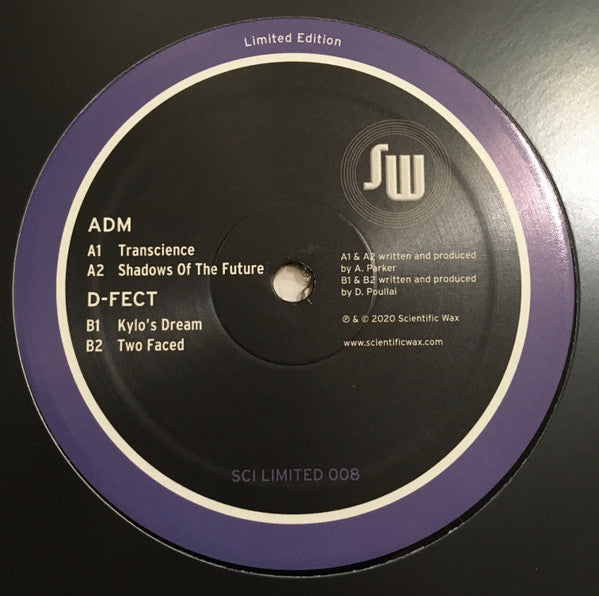 Limited Edition
SW
ADM
A1 Transcience
A2 Shadows Of The Future
D-FECT
B1 Kylo's Dream
B2 Two Faced
A1 & A2 written and produced
by A. Parker
B1 & B2 written and produced
by D. Poullai
℗ & © 2020 Scientific Wax
www.scientificwax.com
SCI LIMITED 008